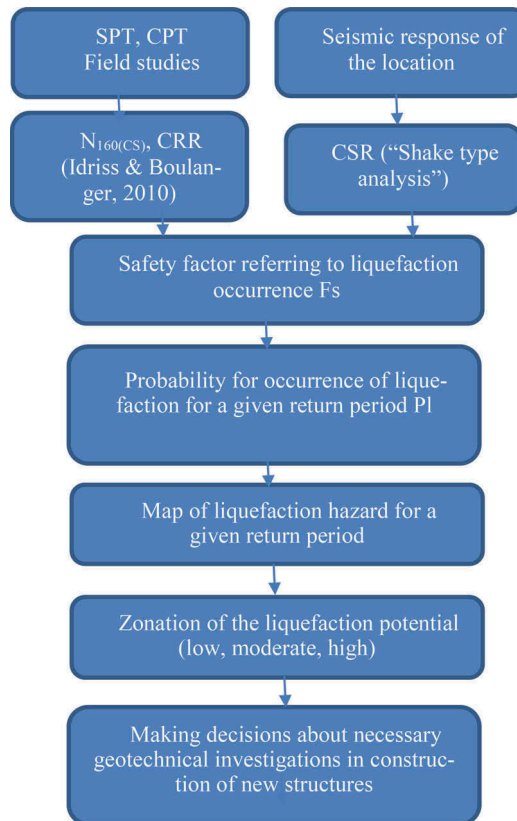 SPT, CPT
Field studies
Seismic response of
the location
N160(CS), CRR
(Idriss & Boulan-
ger, 2010)
CSR (“Shake type
analysis”)
Safety factor referring to liquefaction
occurrence Fs
Probability for occurrence of lique-
faction for a given return period Pl
Map of liquefaction hazard for a
given return period
Zonation of the liquefaction potential
(low, moderate, high)
Making decisions about necessary
geotechnical investigations in construc-
tion of new structures